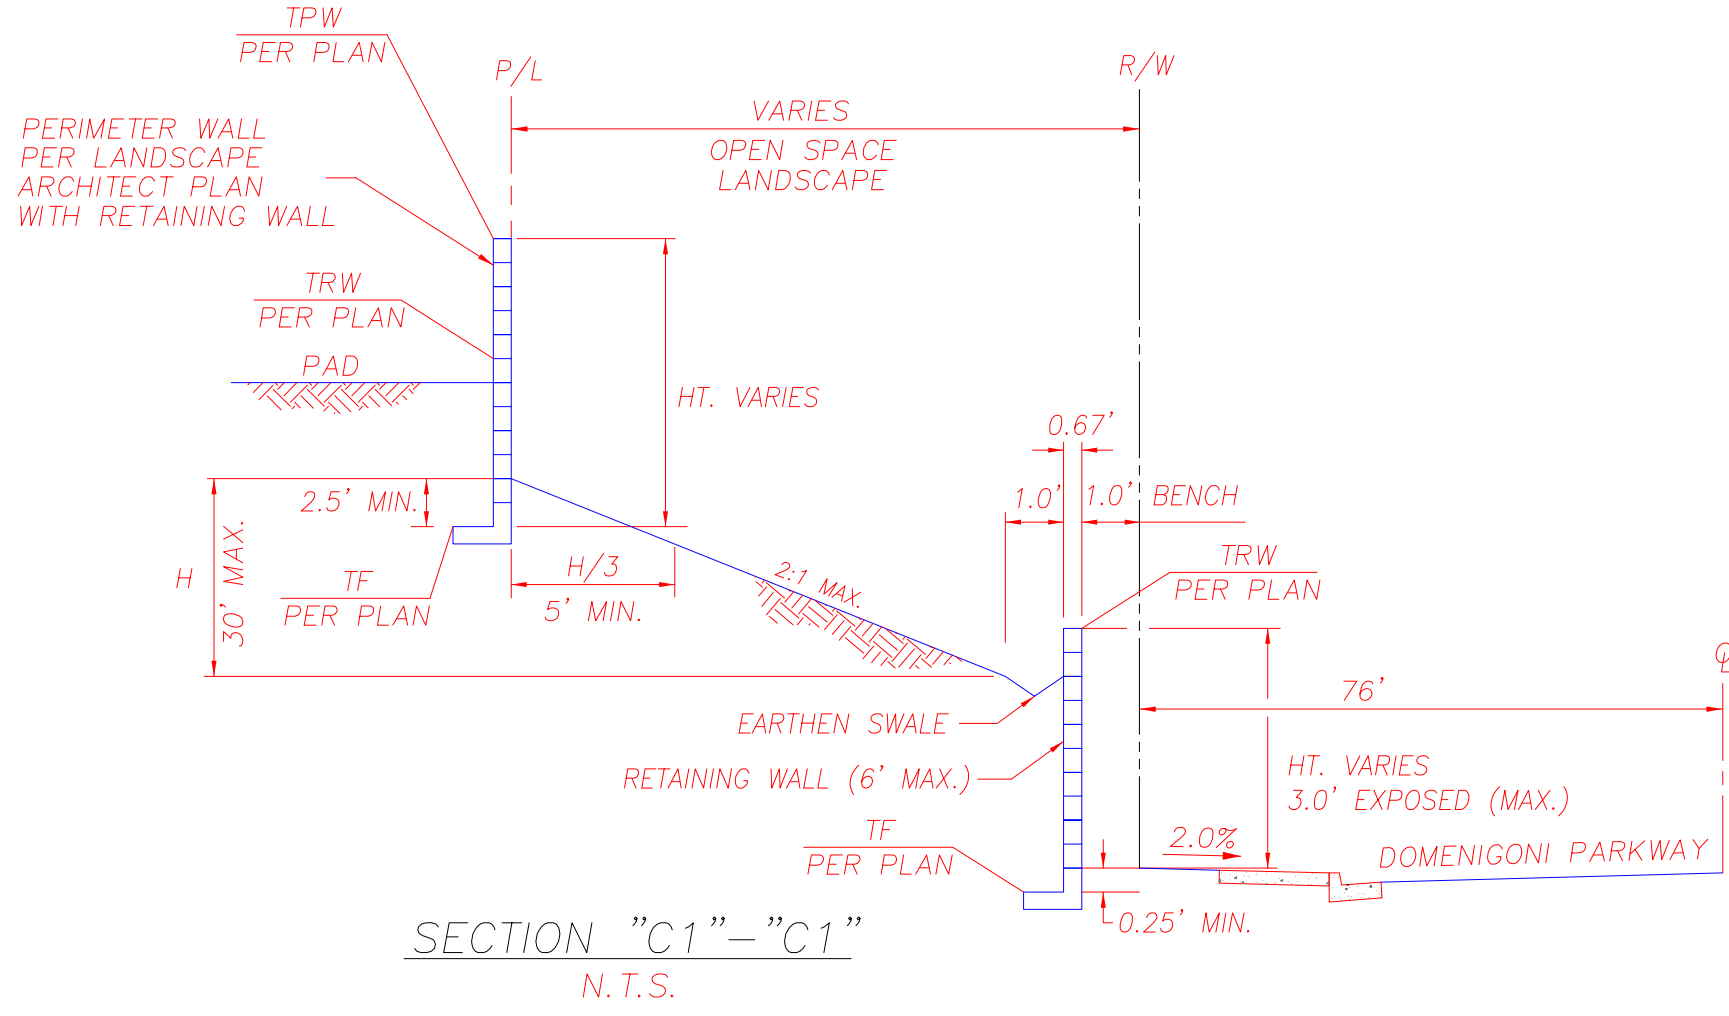 TPW
PER PLAN
P/L
R/W
VARIES
OPEN SPACE
LANDSCAPE
PERIMETER WALL
PER LANDSCAPE
ARCHITECT PLAN
WITH RETAINING WALL
TRW
PER PLAN
PAD
HT. VARIES
0.67'
2.5' MIN.
1.0'
1.0' BENCH
H
30' MAX.
TF
PER PLAN
H/3
5' MIN.
2:1 MAX.
TRW
PER PLAN
℄
76'
EARTHEN SWALE
RETAINING WALL (6' MAX.)
HT. VARIES
3.0' EXPOSED (MAX.)
TF
PER PLAN
2.0%
DOMENIGONI PARKWAY
0.25' MIN.
SECTION "C1"-"C1"
N.T.S.